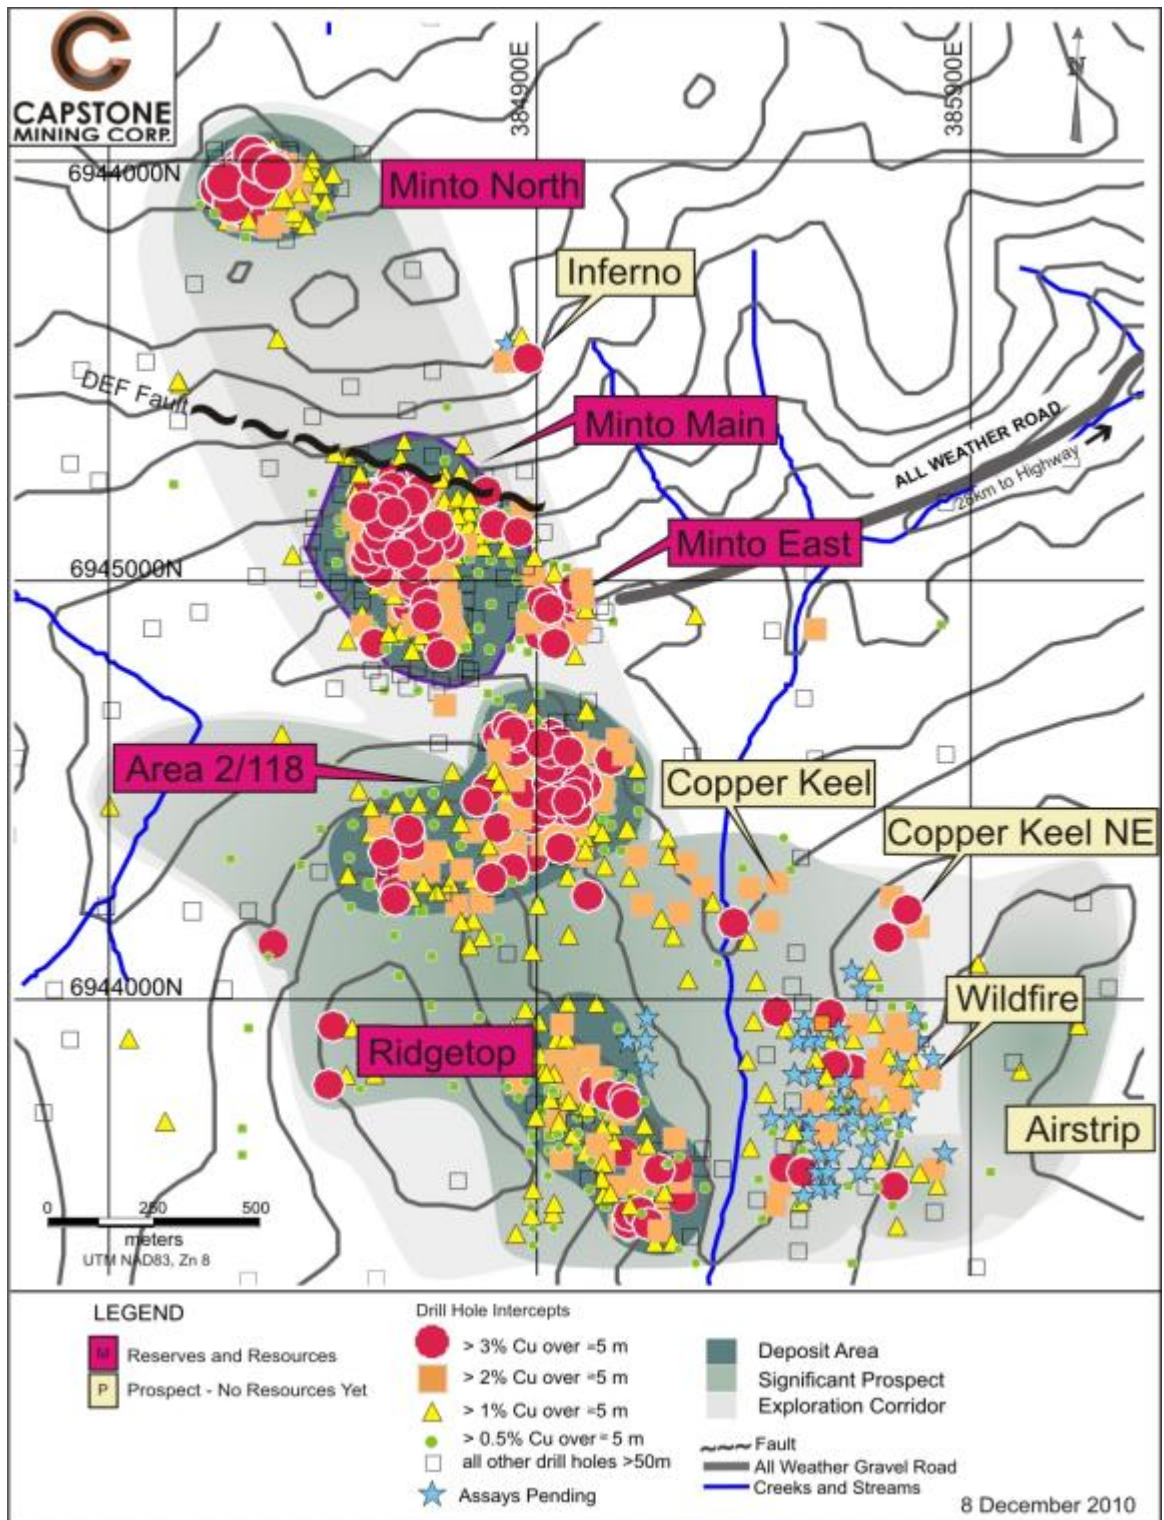 CAPSTONE
MINING CORP.
384900E
385900E
N
6944000N
Minto North
Inferno
DEF Fault
Minto Main
ALL WEATHER ROAD
28km to Highway
Minto East
6945000N
Area 2/118
Copper Keel
Copper Keel NE
6944000N
Wildfire
Ridgetop
Airstrip
0 250 500
meters
UTM NAD83, Zn 8
LEGEND
M Reserves and Resources
P Prospect - No Resources Yet
Drill Hole Intercepts
> 3% Cu over ≈5 m
> 2% Cu over ≈5 m
> 1% Cu over ≈5 m
> 0.5% Cu over ≈ 5 m
all other drill holes >50m
Assays Pending
Deposit Area
Significant Prospect
Exploration Corridor
Fault
All Weather Gravel Road
Creeks and Streams
8 December 2010